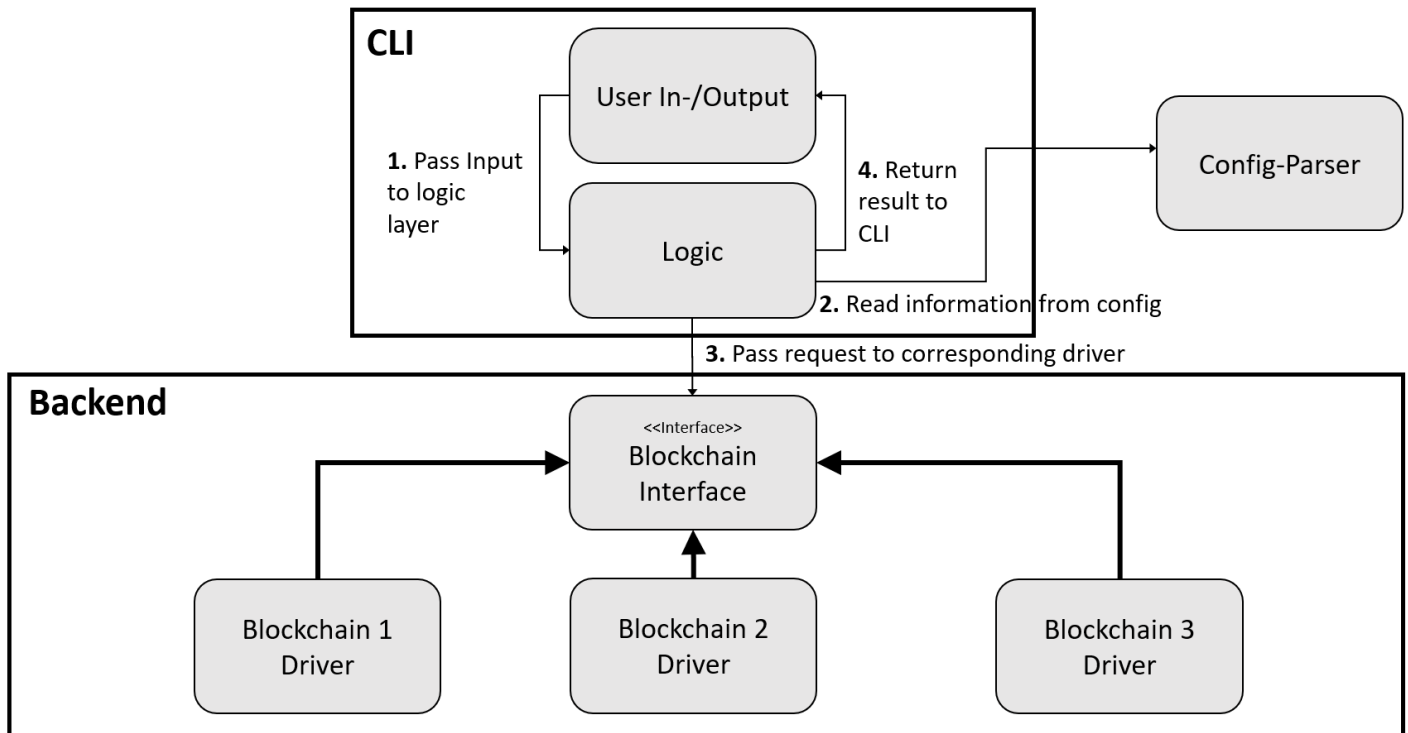 CLI
User In-/Output
1. Pass Input
to logic
layer
4. Return
result to
CLI
Config-Parser
Logic
2. Read information from config
3. Pass request to corresponding driver
Backend
<<Interface>>
Blockchain
Interface
Blockchain 1
Driver
Blockchain 2
Driver
Blockchain 3
Driver